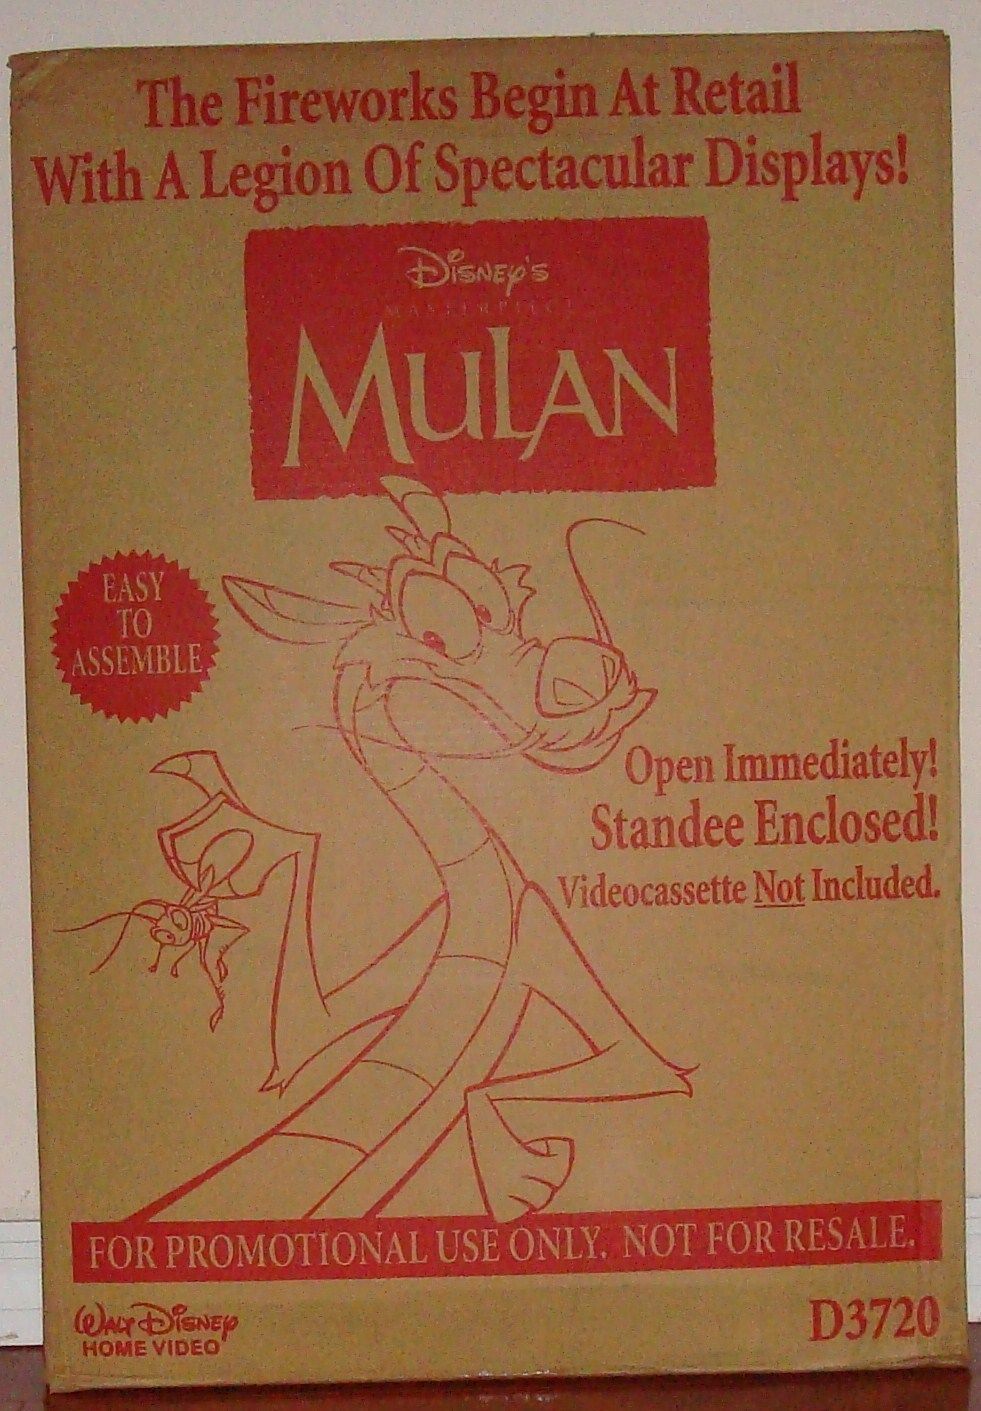 The Fireworks Begin At Retail
With A Legion Of Spectacular Displays!
Disney's
MASTERPIECE
MULAN
EASY
TO
ASSEMBLE
Open Immediately!
Standee Enclosed!
Videocassette Not Included.
FOR PROMOTIONAL USE ONLY. NOT FOR RESALE.
Walt Disney
HOME VIDEO
D3720